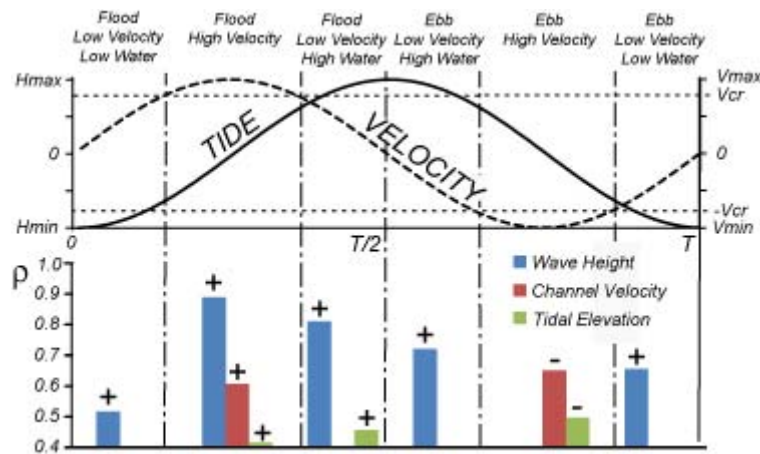 Flood
Low Velocity
Low Water
Flood
High Velocity
Flood
Low Velocity
High Water
Ebb
Low Velocity
High Water
Ebb
High Velocity
Ebb
Low Velocity
Low Water
Hmax
0
Hmin
TIDE
VELOCITY
Vmax
Vcr
0
-Vcr
Vmin
0
T/2
T
ρ
1.0
0.9
0.8
0.7
0.6
0.5
0.4
+
+
+
+
+
+
+
-
-
+
Wave Height
Channel Velocity
Tidal Elevation